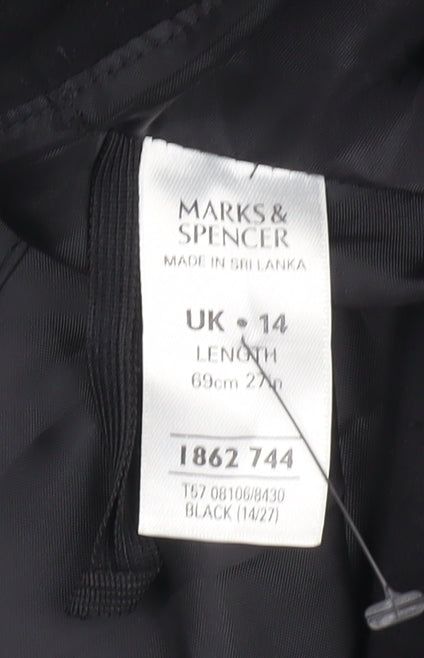 MARKS &
SPENCER
MADE IN SRI LANKA
UK • 14
LENGTH
69cm 27in
1862 744
T57 08106/8430
BLACK (14/27)